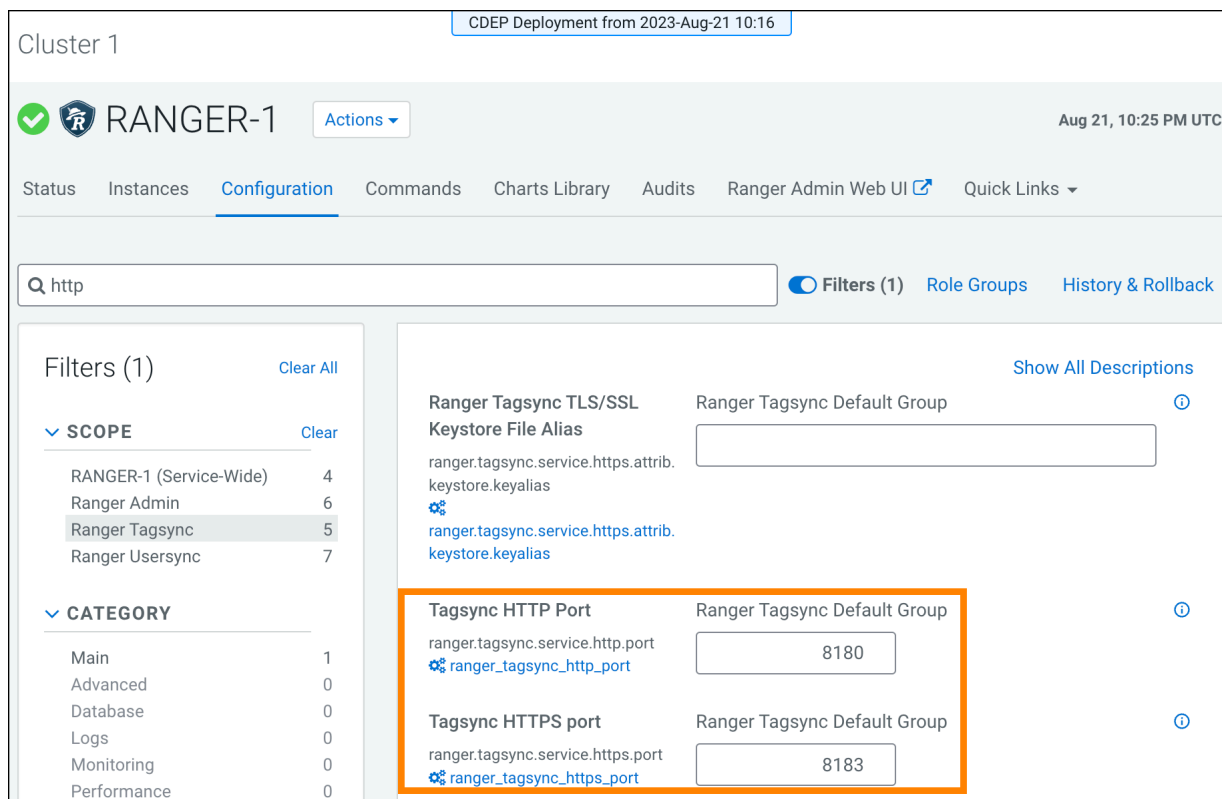 CDEP Deployment from 2023-Aug-21 10:16
Cluster 1
RANGER-1
Actions
Aug 21, 10:25 PM UTC
Status Instances Configuration Commands Charts Library Audits Ranger Admin Web UI Quick Links
http
Filters (1) Role Groups History & Rollback
Filters (1) Clear All
SCOPE Clear
RANGER-1 (Service-Wide) 4
Ranger Admin 6
Ranger Tagsync 5
Ranger Usersync 7
CATEGORY
Main 1
Advanced 0
Database 0
Logs 0
Monitoring 0
Performance 0
Show All Descriptions
Ranger Tagsync TLS/SSL
Keystore File Alias
ranger.tagsync.service.https.attrib.
keystore.keyalias
ranger.tagsync.service.https.attrib.
keystore.keyalias
Ranger Tagsync Default Group
Tagsync HTTP Port
ranger.tagsync.service.http.port
ranger_tagsync_http_port
Ranger Tagsync Default Group
8180
Tagsync HTTPS port
ranger.tagsync.service.https.port
ranger_tagsync_https_port
Ranger Tagsync Default Group
8183